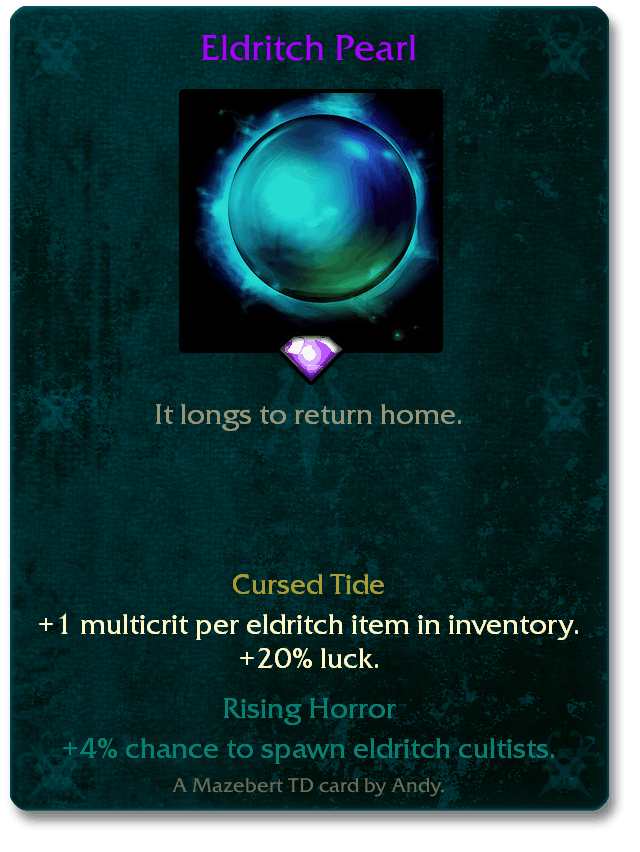 Eldritch Pearl
It longs to return home.
Cursed Tide
+1 multicrit per eldritch item in inventory.
+20% luck.
Rising Horror
+4% chance to spawn eldritch cultists.
A Mazebert TD card by Andy.